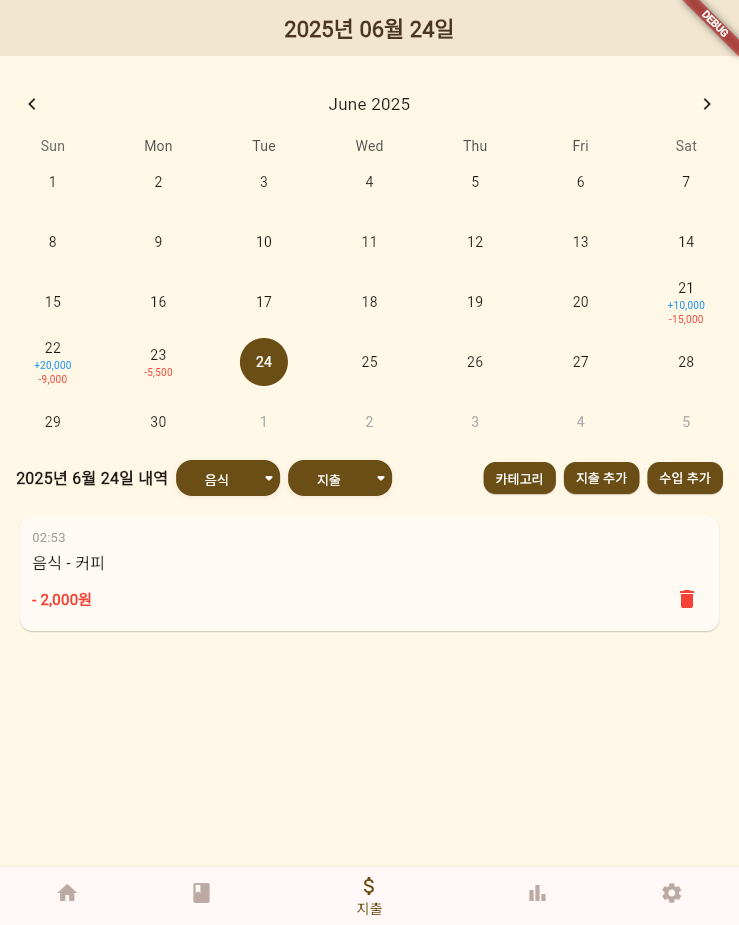 2025년 06월 24일
DEBUG
June 2025
Sun Mon Tue Wed Thu Fri Sat
1 2 3 4 5 6 7
8 9 10 11 12 13 14
15 16 17 18 19 20 21
+10,000
-15,000
22 23 24 25 26 27 28
+20,000 -5,500
-9,000
29 30 1 2 3 4 5
2025년 6월 24일 내역 음식 지출 카테고리 지출 추가 수입 추가
02:53
음식 - 커피
- 2,000원
지출